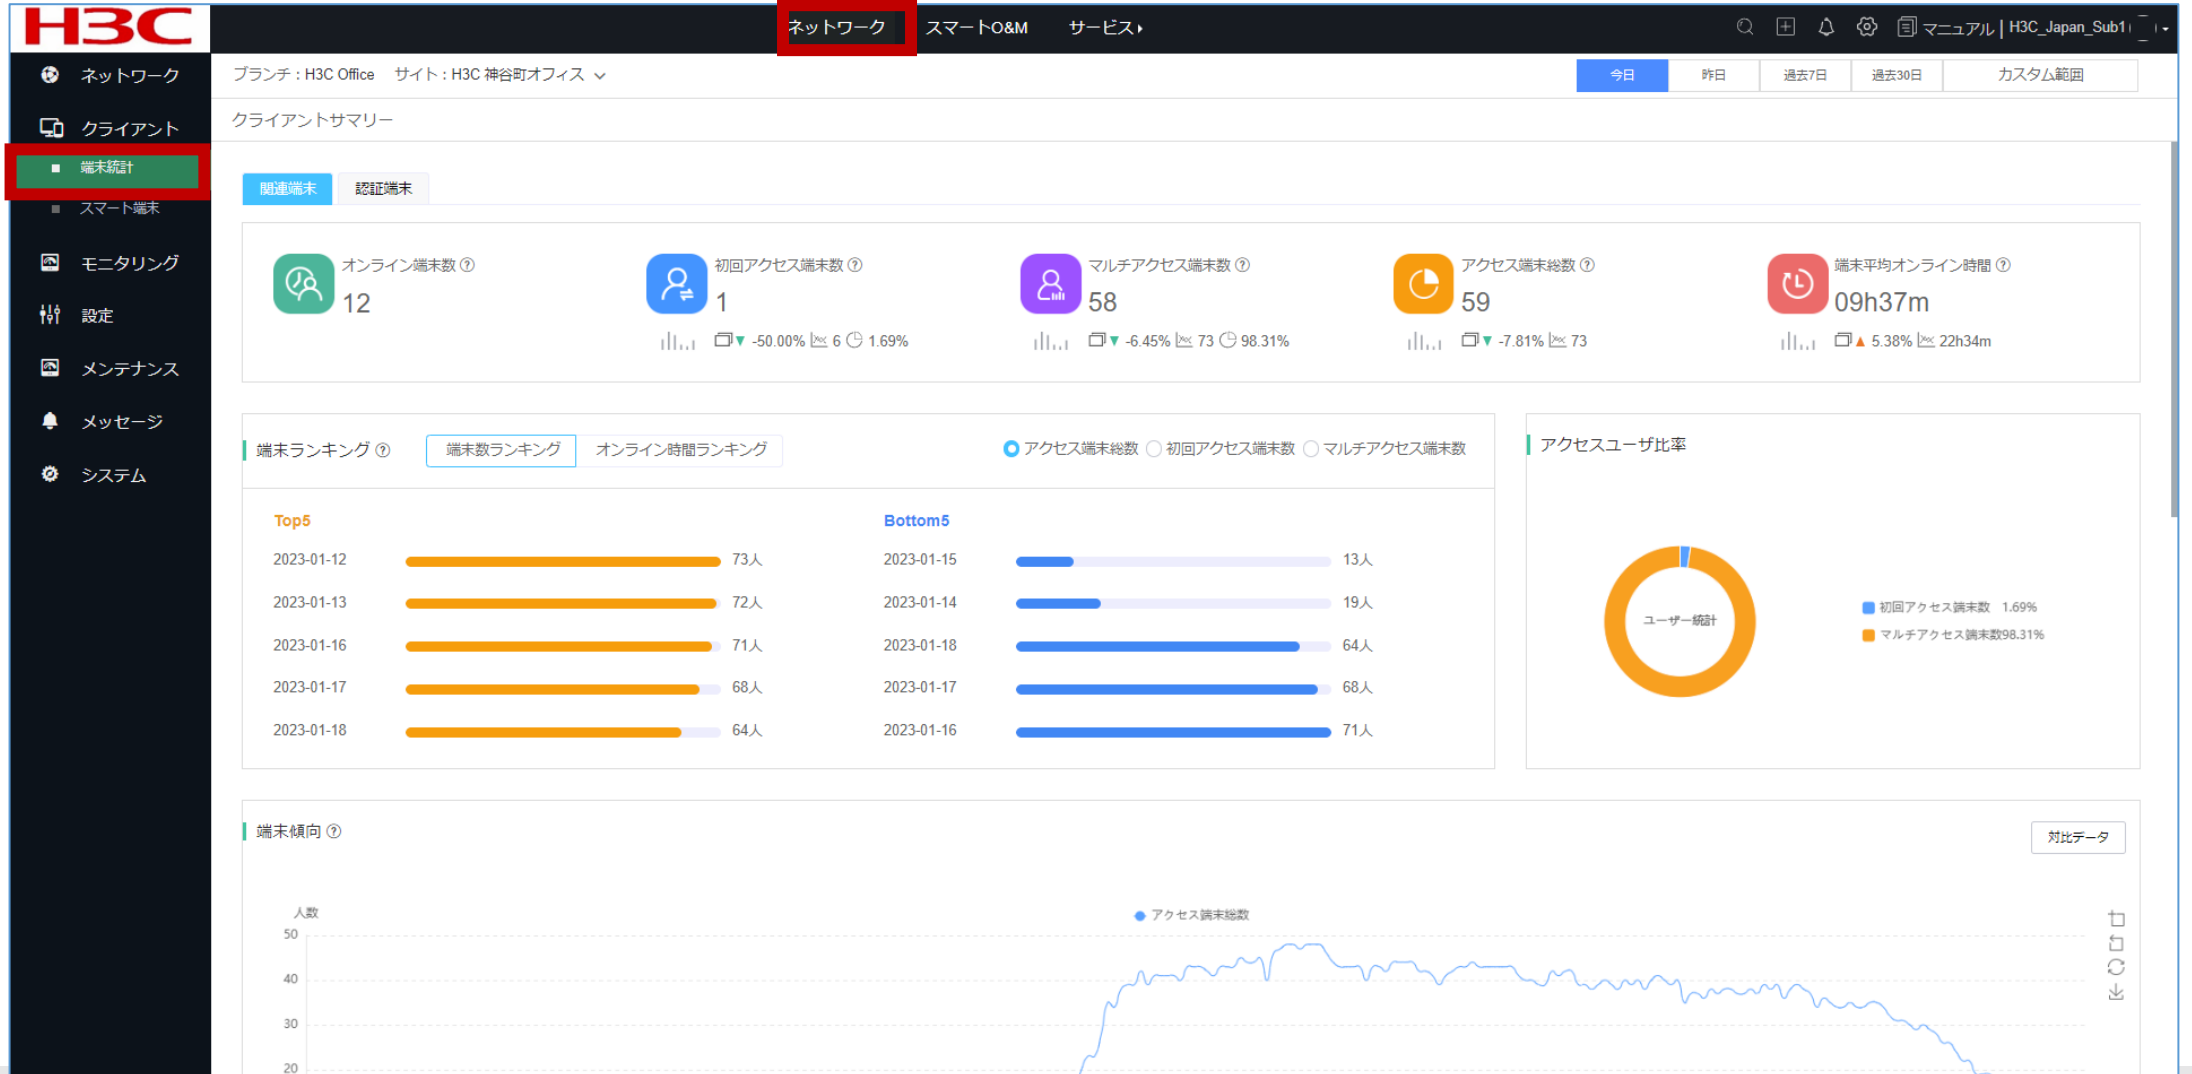 H3C
ネットワーク スマートO&M サービス
マニュアル | H3C_Japan_Sub1
ネットワーク
クライアント
端末統計
スマート端末
モニタリング
設定
メンテナンス
メッセージ
システム
ブランチ：H3C Office サイト：H3C 神谷町オフィス
今日 昨日 過去7日 過去30日 カスタム範囲
クライアントサマリー
関連端末 認証端末
オンライン端末数
12
初回アクセス端末数
1
-50.00% 6 1.69%
マルチアクセス端末数
58
-6.45% 73 98.31%
アクセス端末総数
59
-7.81% 73
端末平均オンライン時間
09h37m
5.38% 22h34m
端末ランキング 端末数ランキング オンライン時間ランキング アクセス端末総数 初回アクセス端末数 マルチアクセス端末数
Top5
2023-01-12 73人
2023-01-13 72人
2023-01-16 71人
2023-01-17 68人
2023-01-18 64人
Bottom5
2023-01-15 13人
2023-01-14 19人
2023-01-18 64人
2023-01-17 68人
2023-01-16 71人
アクセスユーザ比率
ユーザー統計
初回アクセス端末数 1.69%
マルチアクセス端末数98.31%
端末傾向
対比データ
人数
アクセス端末総数
50
40
30
20